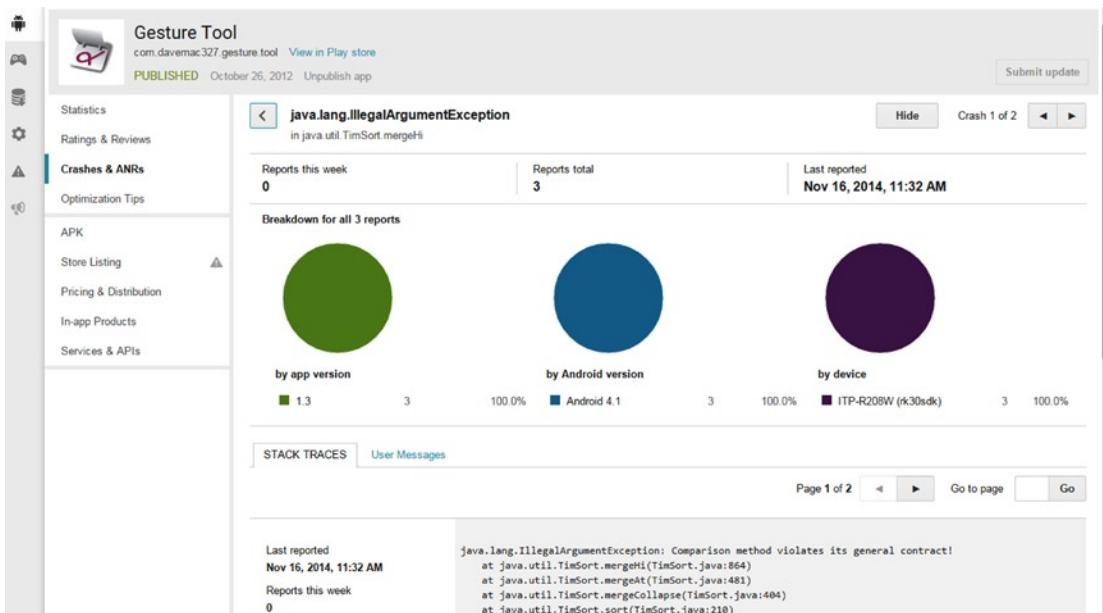 Gesture Tool
com.davemac327.gesture.tool View in Play store
PUBLISHED October 26, 2012 Unpublish app
Submit update
Statistics
Ratings & Reviews
Crashes & ANRs
Optimization Tips
APK
Store Listing
Pricing & Distribution
In-app Products
Services & APIs
java.lang.IllegalArgumentException
in java.util.TimSort.mergeHi
Hide Crash 1 of 2
Reports this week
0
Reports total
3
Last reported
Nov 16, 2014, 11:32 AM
Breakdown for all 3 reports
by app version
1.3 3 100.0%
by Android version
Android 4.1 3 100.0%
by device
ITP-R208W (rk30sdk) 3 100.0%
STACK TRACES User Messages
Page 1 of 2 Go to page Go
Last reported
Nov 16, 2014, 11:32 AM
Reports this week
0
java.lang.IllegalArgumentException: Comparison method violates its general contract!
at java.util.TimSort.mergeHi(TimSort.java:864)
at java.util.TimSort.mergeAt(TimSort.java:481)
at java.util.TimSort.mergeCollapse(TimSort.java:404)
at java.util.TimSort.sort(TimSort.java:210)